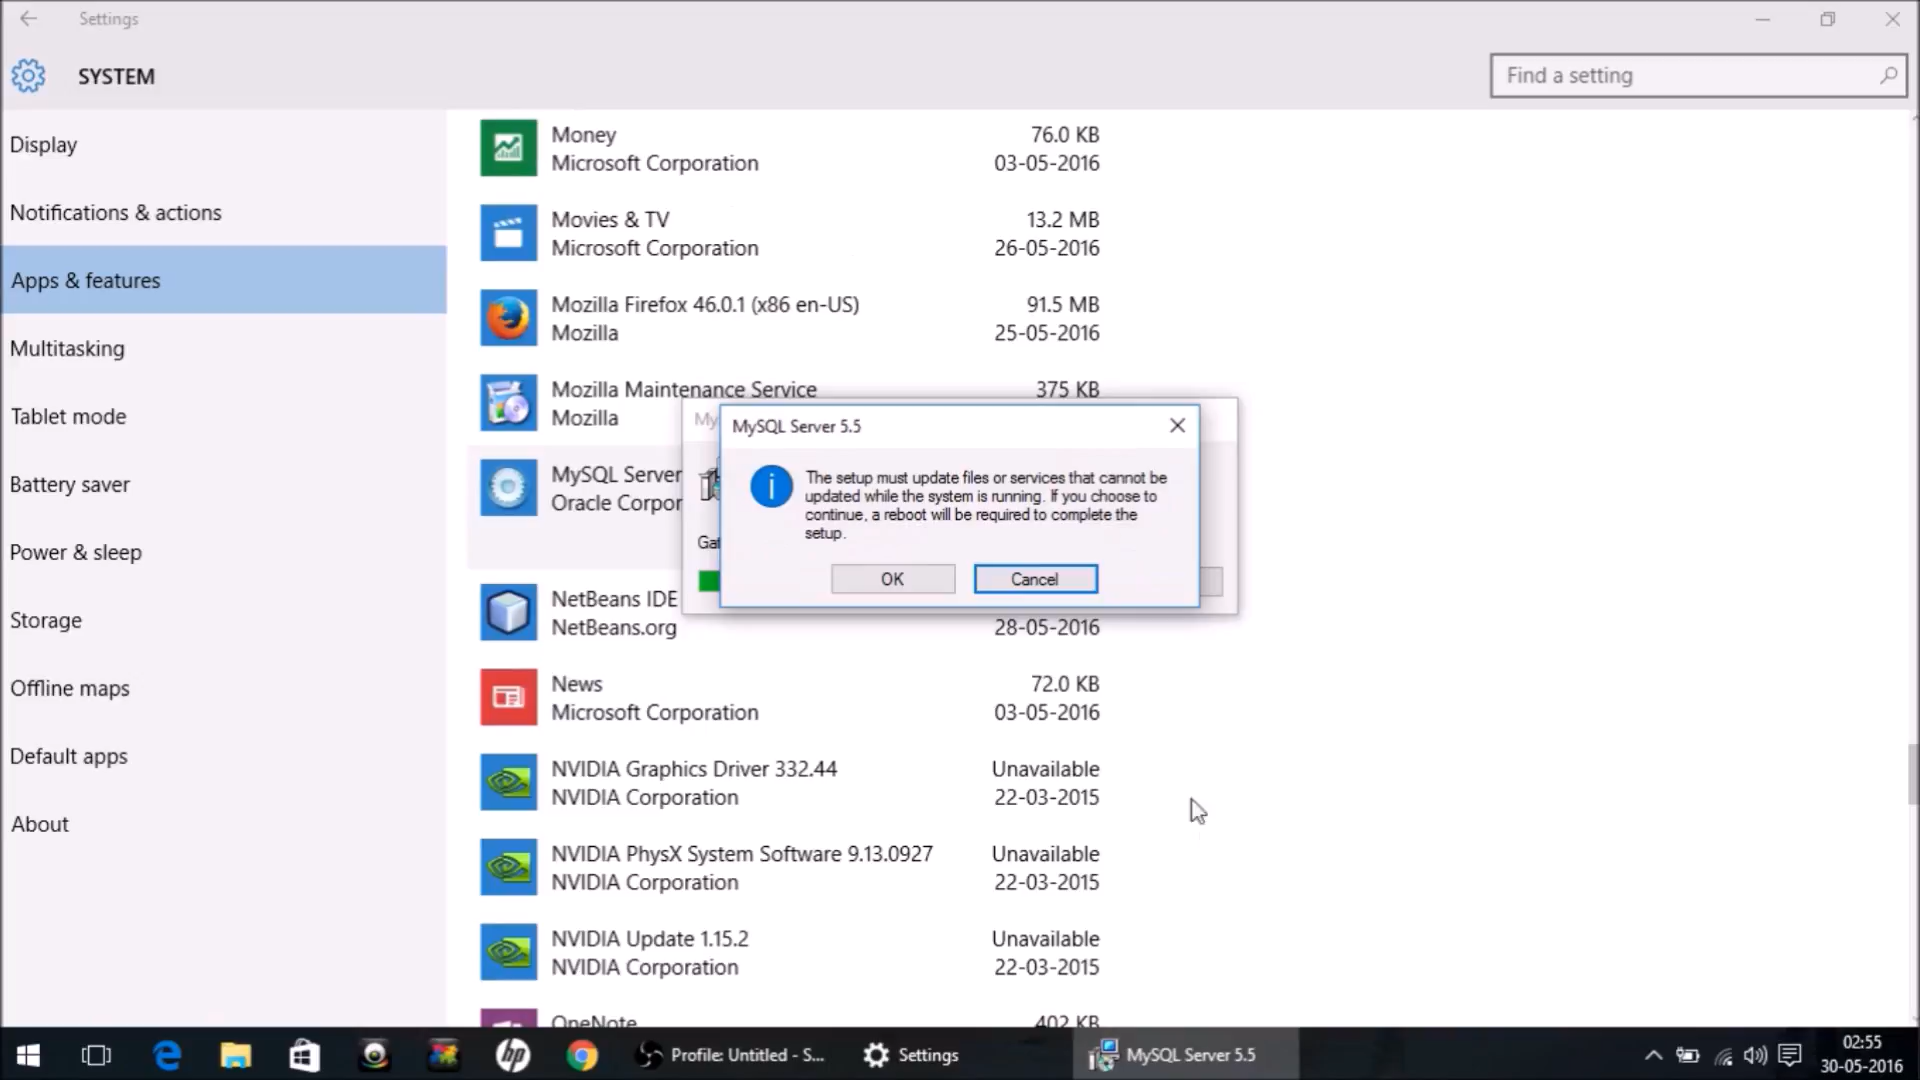 Settings
SYSTEM
Find a setting
Display
Notifications & actions
Apps & features
Multitasking
Tablet mode
Battery saver
Power & sleep
Storage
Offline maps
Default apps
About
Money 76.0 KB
Microsoft Corporation 03-05-2016
Movies & TV 13.2 MB
Microsoft Corporation 26-05-2016
Mozilla Firefox 46.0.1 (x86 en-US) 91.5 MB
Mozilla 25-05-2016
Mozilla Maintenance Service 375 KB
Mozilla
MySQL Server
Oracle Corpor
My
Gat
MySQL Server 5.5
The setup must update files or services that cannot be
updated while the system is running. If you choose to
continue, a reboot will be required to complete the
setup.
OK Cancel
NetBeans IDE
NetBeans.org 28-05-2016
News 72.0 KB
Microsoft Corporation 03-05-2016
NVIDIA Graphics Driver 332.44 Unavailable
NVIDIA Corporation 22-03-2015
NVIDIA PhysX System Software 9.13.0927 Unavailable
NVIDIA Corporation 22-03-2015
NVIDIA Update 1.15.2 Unavailable
NVIDIA Corporation 22-03-2015
OneNote 402 KB
hp
Profile: Untitled - S... Settings MySQL Server 5.5
02:55
30-05-2016